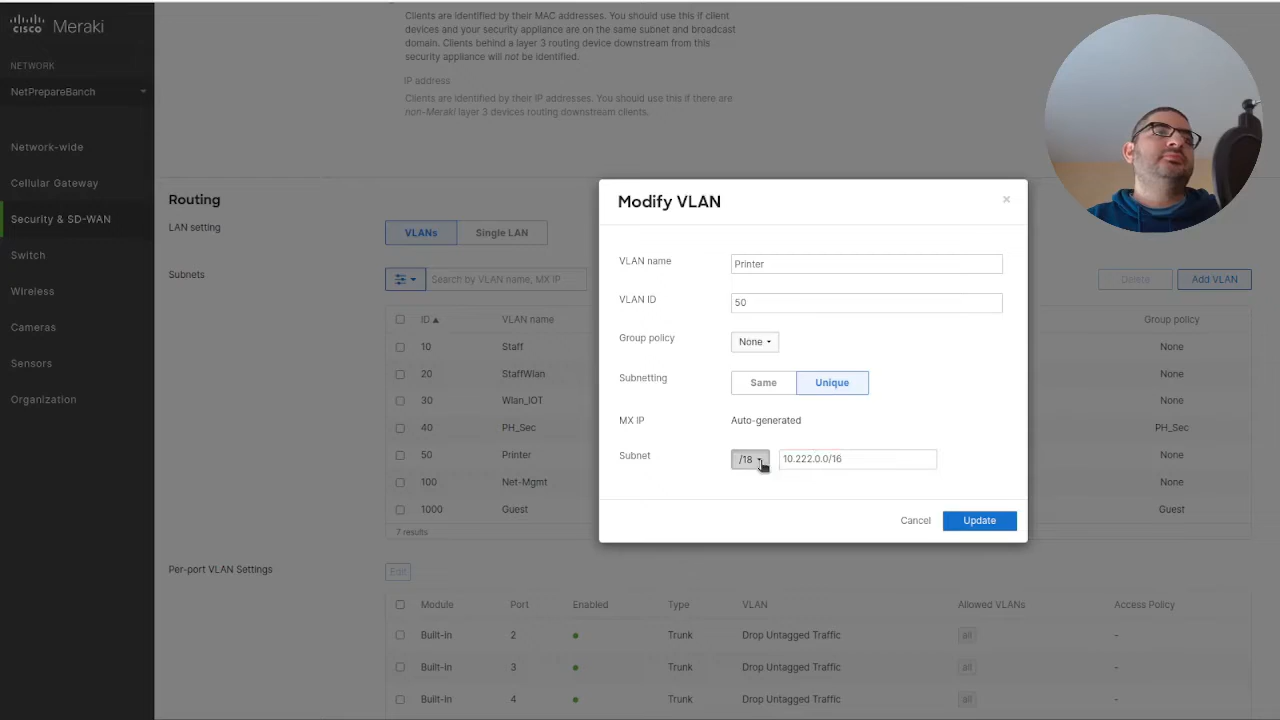 cisco Meraki
NETWORK
NetPrepareBanch
Network-wide
Cellular Gateway
Security & SD-WAN
Switch
Wireless
Cameras
Sensors
Organization
Clients are identified by their MAC addresses. You should use this if client
devices and your security appliance are on the same subnet and broadcast
domain. Clients behind a layer 3 routing device downstream from this
security appliance will not be identified.
IP address
Clients are identified by their IP addresses. You should use this if there are
non-Meraki layer 3 devices routing downstream clients.
Routing
LAN setting
VLANs Single LAN
Subnets
Search by VLAN name, MX IP
Delete Add VLAN
ID VLAN name Group policy
10 Staff None
20 StaffWlan None
30 Wlan_IOT None
40 PH_Sec PH_Sec
50 Printer None
100 Net-Mgmt None
1000 Guest Guest
7 results
Modify VLAN
×
VLAN name Printer
VLAN ID 50
Group policy None
Subnetting Same Unique
MX IP Auto-generated
Subnet /18 10.222.0.0/16
Cancel Update
Per-port VLAN Settings Edit
Module Port Enabled Type VLAN Allowed VLANs Access Policy
Built-in 2 Trunk Drop Untagged Traffic all -
Built-in 3 Trunk Drop Untagged Traffic all -
Built-in 4 Trunk Drop Untagged Traffic all -